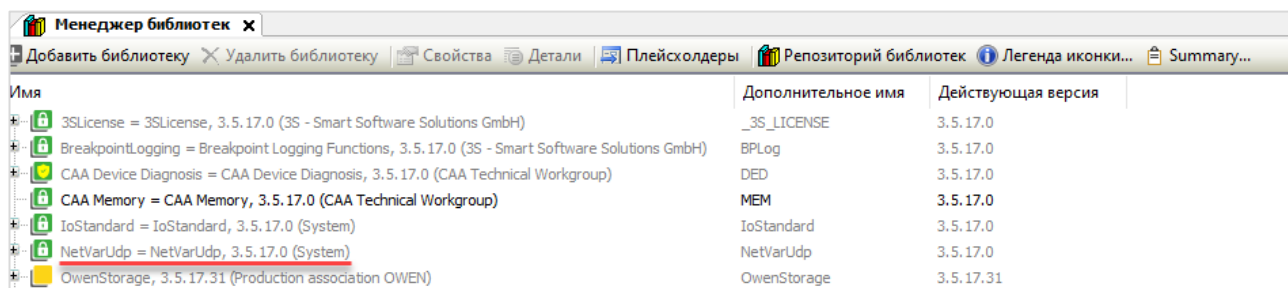 Менеджер библиотек
Добавить библиотеку Удалить библиотеку Свойства Детали Плейсхолдеры Репозиторий библиотек Легенда иконки... Summary...
Имя Дополнительное имя Действующая версия
3SLicense = 3SLicense, 3.5.17.0 (3S - Smart Software Solutions GmbH) _3S_LICENSE 3.5.17.0
BreakpointLogging = Breakpoint Logging Functions, 3.5.17.0 (3S - Smart Software Solutions GmbH) BPLog 3.5.17.0
CAA Device Diagnosis = CAA Device Diagnosis, 3.5.17.0 (CAA Technical Workgroup) DED 3.5.17.0
CAA Memory = CAA Memory, 3.5.17.0 (CAA Technical Workgroup) MEM 3.5.17.0
IoStandard = IoStandard, 3.5.17.0 (System) IoStandard 3.5.17.0
NetVarUdp = NetVarUdp, 3.5.17.0 (System) NetVarUdp 3.5.17.0
OwenStorage, 3.5.17.31 (Production association OWEN) OwenStorage 3.5.17.31